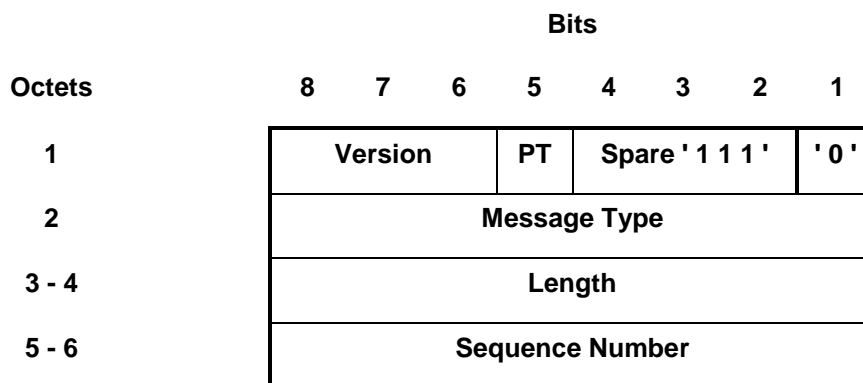 Bits
Octets 8 7 6 5 4 3 2 1
1 Version PT Spare ' 1 1 1 ' ' 0 '
2 Message Type
3 - 4 Length
5 - 6 Sequence Number